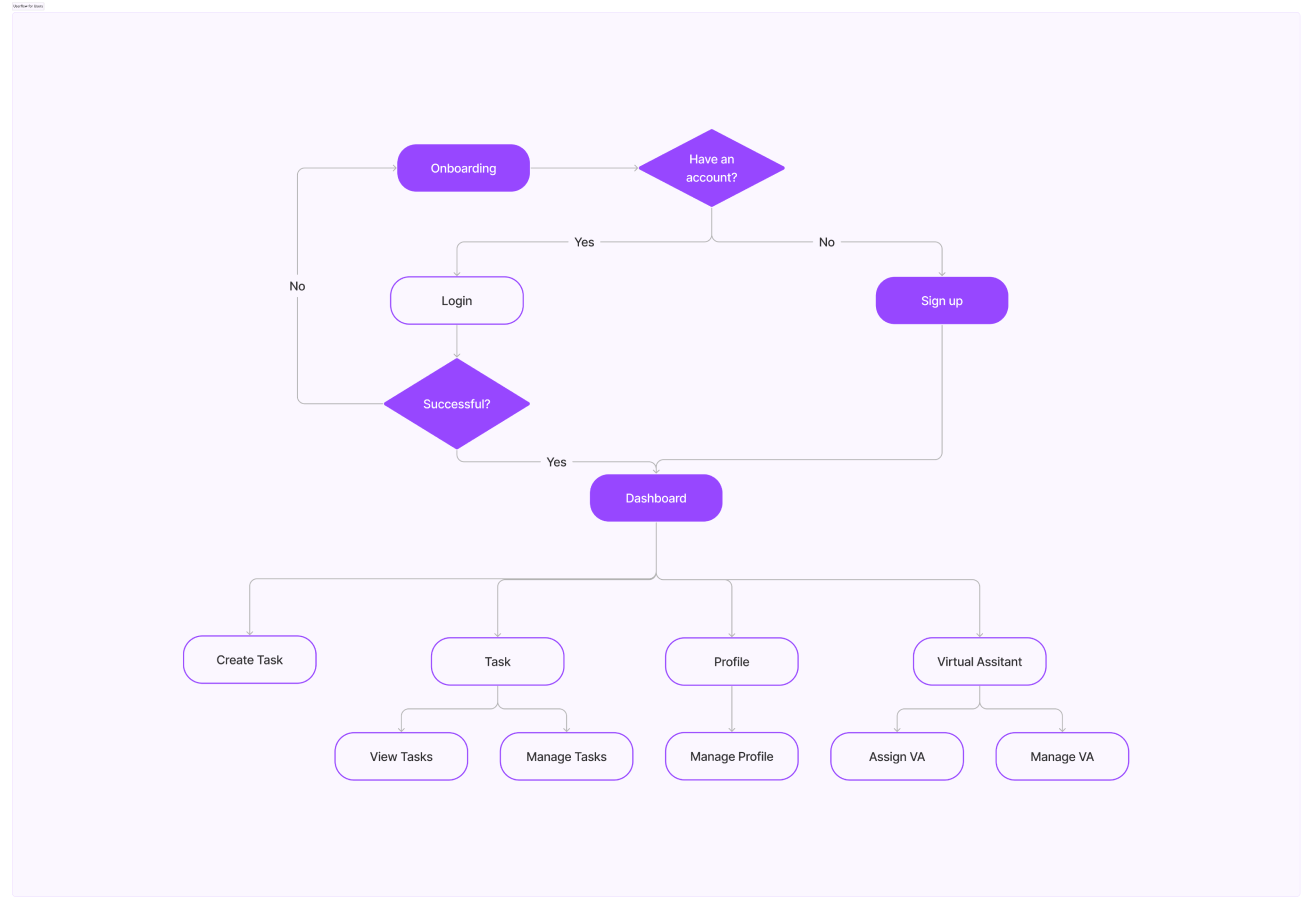 Userflow for Users
Onboarding
Have an
account?
Yes
No
No
Login
Sign up
Successful?
Yes
Dashboard
Create Task
Task
Profile
Virtual Assitant
View Tasks
Manage Tasks
Manage Profile
Assign VA
Manage VA